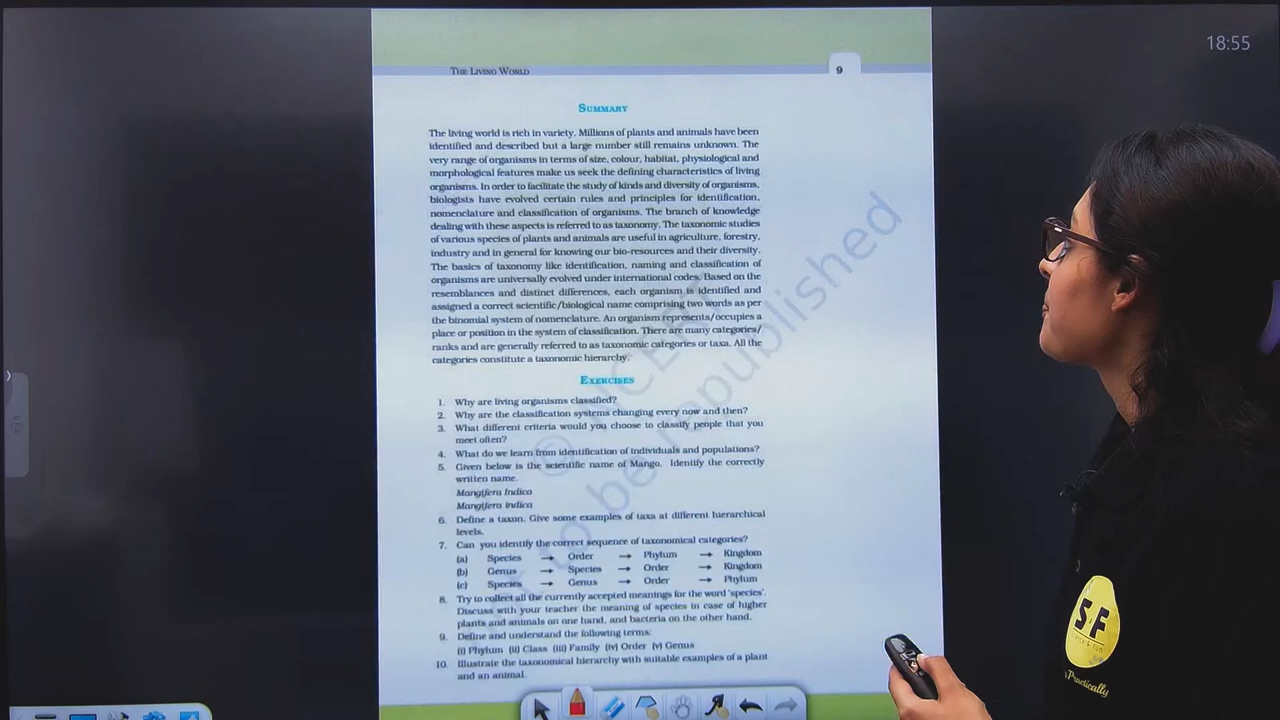 18:55
THE LIVING WORLD
9
SUMMARY
The living world is rich in variety. Millions of plants and animals have been
identified and described but a large number still remains unknown. The
very range of organisms in terms of size, colour, habitat, physiological and
morphological features make us seek the defining characteristics of living
organisms. In order to facilitate the study of kinds and diversity of organisms,
biologists have evolved certain rules and principles for identification,
nomenclature and classification of organisms. The branch of knowledge
dealing with these aspects is referred to as taxonomy. The taxonomic studies
of various species of plants and animals are useful in agriculture, forestry,
industry and in general for knowing our bio-resources and their diversity.
The basics of taxonomy like identification, naming and classification of
organisms are universally evolved under international codes. Based on the
resemblances and distinct differences, each organism is identified and
assigned a correct scientific/biological name comprising two words as per
the binomial system of nomenclature. An organism represents/occupies a
place or position in the system of classification. There are many categories/
ranks and are generally referred to as taxonomic categories or taxa. All the
categories constitute a taxonomic hierarchy.
EXERCISES
1. Why are living organisms classified?
2. Why are the classification systems changing every now and then?
3. What different criteria would you choose to classify people that you
meet often?
4. What do we learn from identification of individuals and populations?
5. Given below is the scientific name of Mango. Identify the correctly
written name.
Mangifera Indica
Mangifera indica
6. Define a taxon. Give some examples of taxa at different hierarchical
levels.
7. Can you identify the correct sequence of taxonomical categories?
(a) Species → Order → Phylum → Kingdom
(b) Genus → Species → Order → Kingdom
(c) Species → Genus → Order → Phylum
8. Try to collect all the currently accepted meanings for the word 'species'.
Discuss with your teacher the meaning of species in case of higher
plants and animals on one hand, and bacteria on the other hand.
9. Define and understand the following terms:
(i) Phylum (ii) Class (iii) Family (iv) Order (v) Genus
10. Illustrate the taxonomical hierarchy with suitable examples of a plant
and an animal.
be republished
S/F
Practically